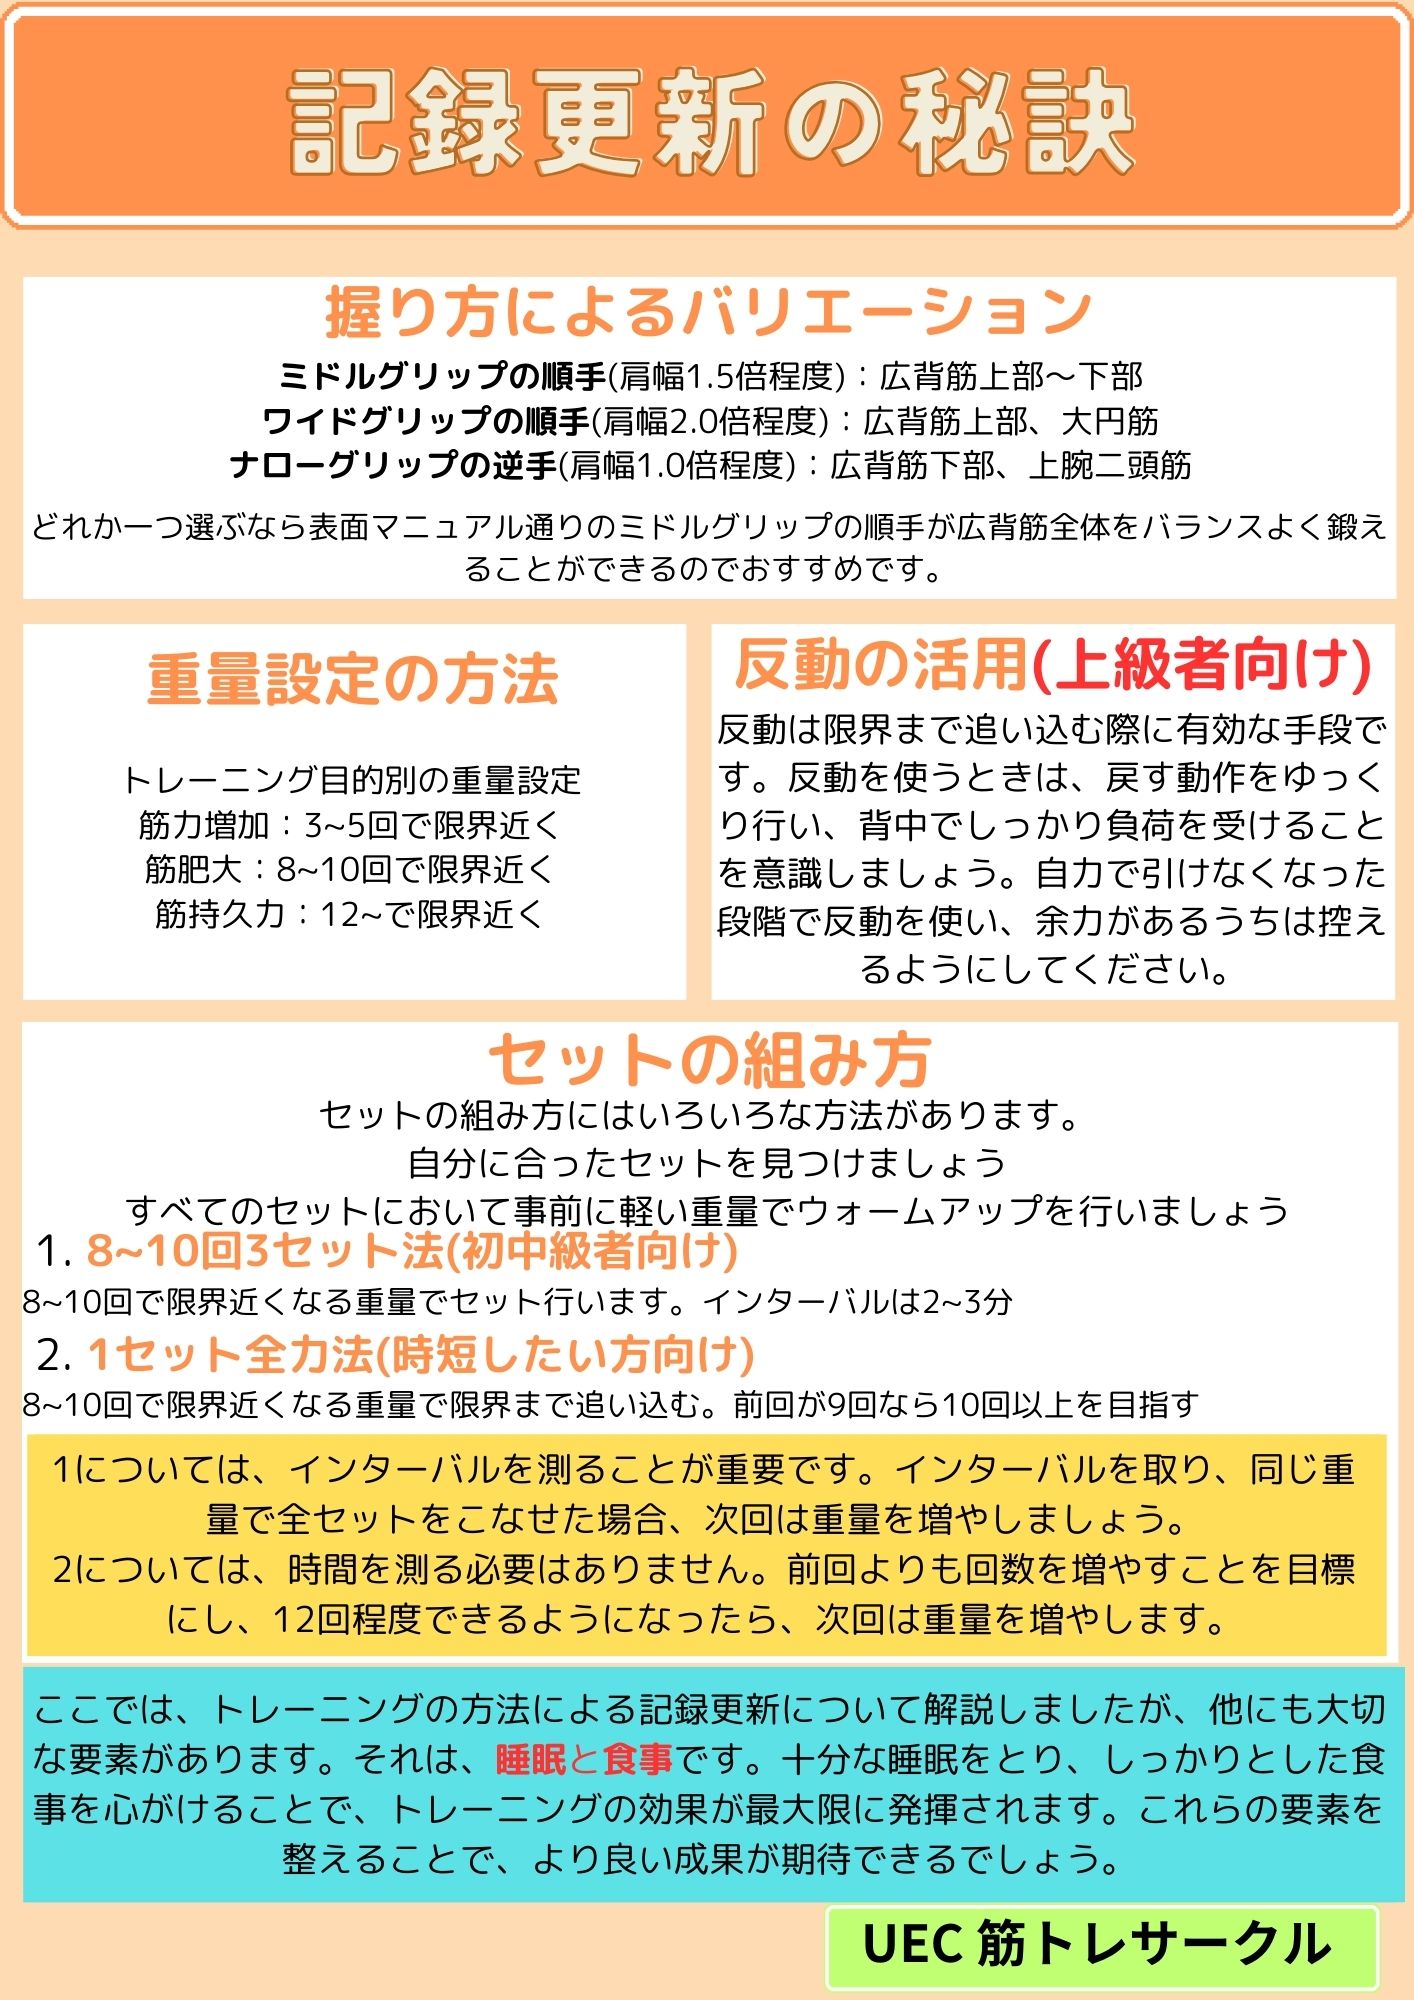 記録更新の秘訣
握り方によるバリエーション
ミドルグリップの順手(肩幅1.5倍程度)：広背筋上部〜下部
ワイドグリップの順手(肩幅2.0倍程度)：広背筋上部、大円筋
ナローグリップの逆手(肩幅1.0倍程度)：広背筋下部、上腕二頭筋
どれか一つ選ぶなら表面マニュアル通りのミドルグリップの順手が広背筋全体をバランスよく鍛え
ることができるのでおすすめです。
重量設定の方法
トレーニング目的別の重量設定
筋力増加：3~5回で限界近く
筋肥大：8~10回で限界近く
筋持久力：12~で限界近く
反動の活用(上級者向け)
反動は限界まで追い込む際に有効な手段で
す。反動を使うときは、戻す動作をゆっく
り行い、背中でしっかり負荷を受けること
を意識しましょう。自力で引けなくなった
段階で反動を使い、余力があるうちは控え
るようにしてください。
セットの組み方
セットの組み方にはいろいろな方法があります。
自分に合ったセットを見つけましょう
すべてのセットにおいて事前に軽い重量でウォームアップを行いましょう
1. 8~10回3セット法(初中級者向け)
8~10回で限界近くなる重量でセット行います。インターバルは2~3分
2. 1セット全力法(時短したい方向け)
8~10回で限界近くなる重量で限界まで追い込む。前回が9回なら10回以上を目指す
1については、インターバルを測ることが重要です。インターバルを取り、同じ重
量で全セットをこなせた場合、次回は重量を増やしましょう。
2については、時間を測る必要はありません。前回よりも回数を増やすことを目標
にし、12回程度できるようになったら、次回は重量を増やします。
ここでは、トレーニングの方法による記録更新について解説しましたが、他にも大切
な要素があります。それは、睡眠と食事です。十分な睡眠をとり、しっかりとした食
事を心がけることで、トレーニングの効果が最大限に発揮されます。これらの要素を
整えることで、より良い成果が期待できるでしょう。
UEC 筋トレサークル